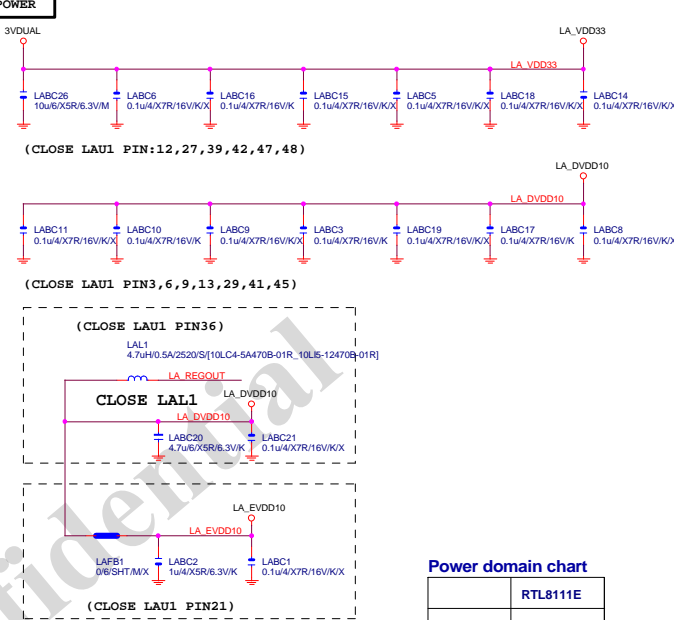 POWER
3VDUAL
LA_VDD33
LA_VDD33
LABC26
10u/6/X5R/6.3V/M
LABC6
0.1u/4/X7R/16V/K/X
LABC16
0.1u/4/X7R/16V/K
LABC15
0.1u/4/X7R/16V/K/X
LABC5
0.1u/4/X7R/16V/K/X
LABC18
0.1u/4/X7R/16V/K/X
LABC14
0.1u/4/X7R/16V/K/X
(CLOSE LAU1 PIN:12,27,39,42,47,48)
LA_DVDD10
LA_DVDD10
LABC11
0.1u/4/X7R/16V/K/X
LABC10
0.1u/4/X7R/16V/K
LABC9
0.1u/4/X7R/16V/K/X
LABC3
0.1u/4/X7R/16V/K
LABC19
0.1u/4/X7R/16V/K/X
LABC17
0.1u/4/X7R/16V/K/X
LABC8
0.1u/4/X7R/16V/K/X
(CLOSE LAU1 PIN3,6,9,13,29,41,45)
(CLOSE LAU1 PIN36)
LAL1
4.7uH/0.5A/2520/S/[10LC4-5A470B-01R_10LI5-12470B-01R]
LA_REGOUT
CLOSE LAL1
LA_DVDD10
LA_DVDD10
LABC20
4.7u/6/X5R/6.3V/K
LABC21
0.1u/4/X7R/16V/K/X
LA_EVDD10
LA_EVDD10
LAFB1
0/6/SHT/M/X
LABC2
1u/4/X5R/6.3V/K
LABC1
0.1u/4/X7R/16V/K/X
(CLOSE LAU1 PIN21)
Power domain chart
RTL8111E
fidential